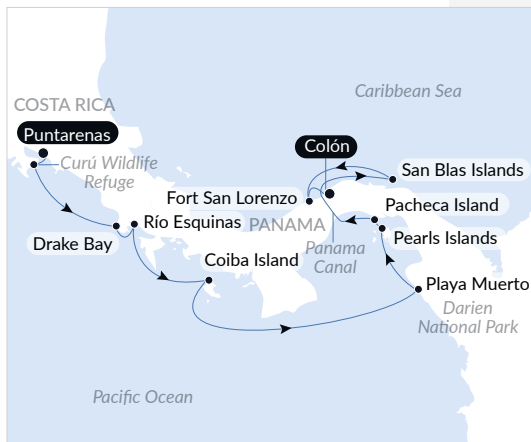 Caribbean Sea
COSTA RICA
Puntarenas
Curú Wildlife
Refuge
Colón
San Blas Islands
Fort San Lorenzo
Pacheca Island
Río Esquinas
PANAMA
Pearls Islands
Drake Bay
Panama
Canal
Coiba Island
Playa Muerto
Darien
National Park
Pacific Ocean